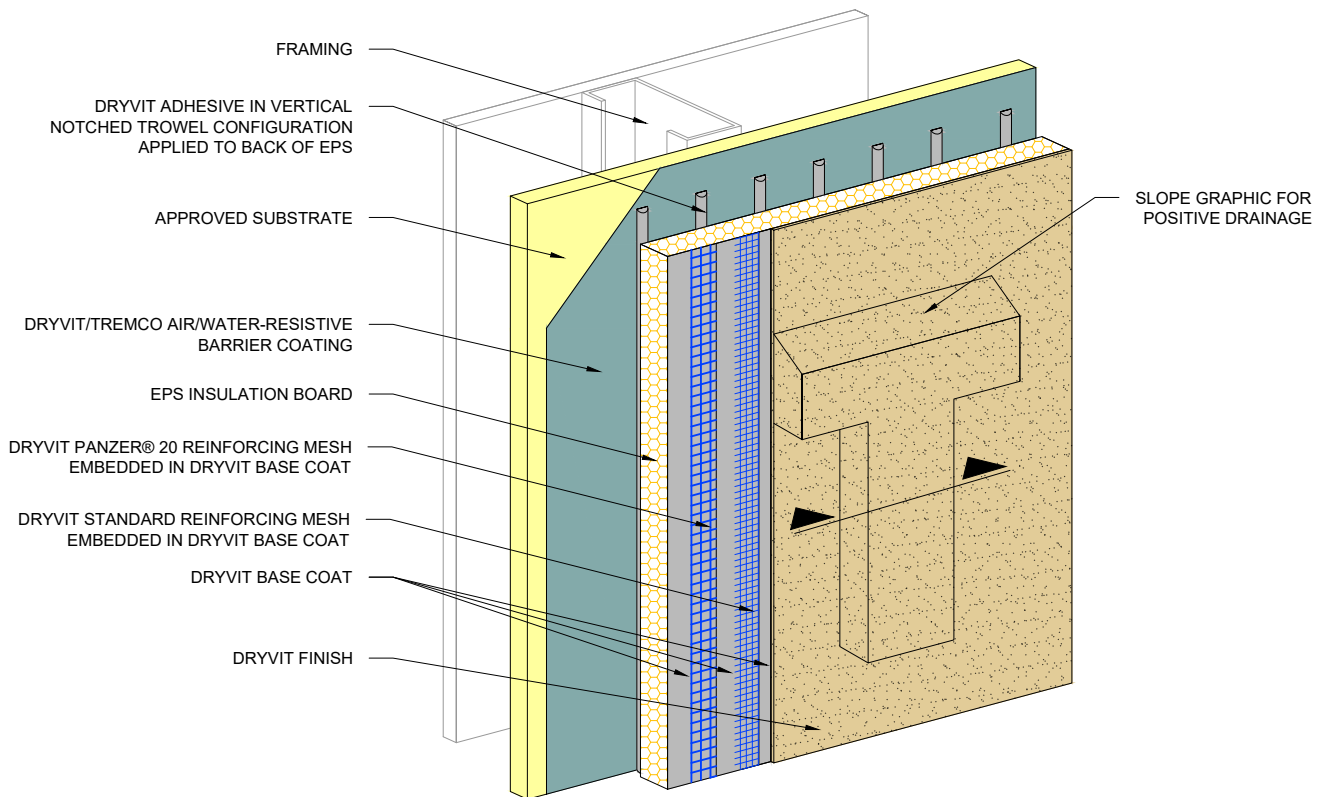 FRAMING
DRYVIT ADHESIVE IN VERTICAL
NOTCHED TROWEL CONFIGURATION
APPLIED TO BACK OF EPS
APPROVED SUBSTRATE
SLOPE GRAPHIC FOR
POSITIVE DRAINAGE
DRYVIT/TREMCO AIR/WATER-RESISTIVE
BARRIER COATING
EPS INSULATION BOARD
DRYVIT PANZER® 20 REINFORCING MESH
EMBEDDED IN DRYVIT BASE COAT
DRYVIT STANDARD REINFORCING MESH
EMBEDDED IN DRYVIT BASE COAT
DRYVIT BASE COAT
DRYVIT FINISH